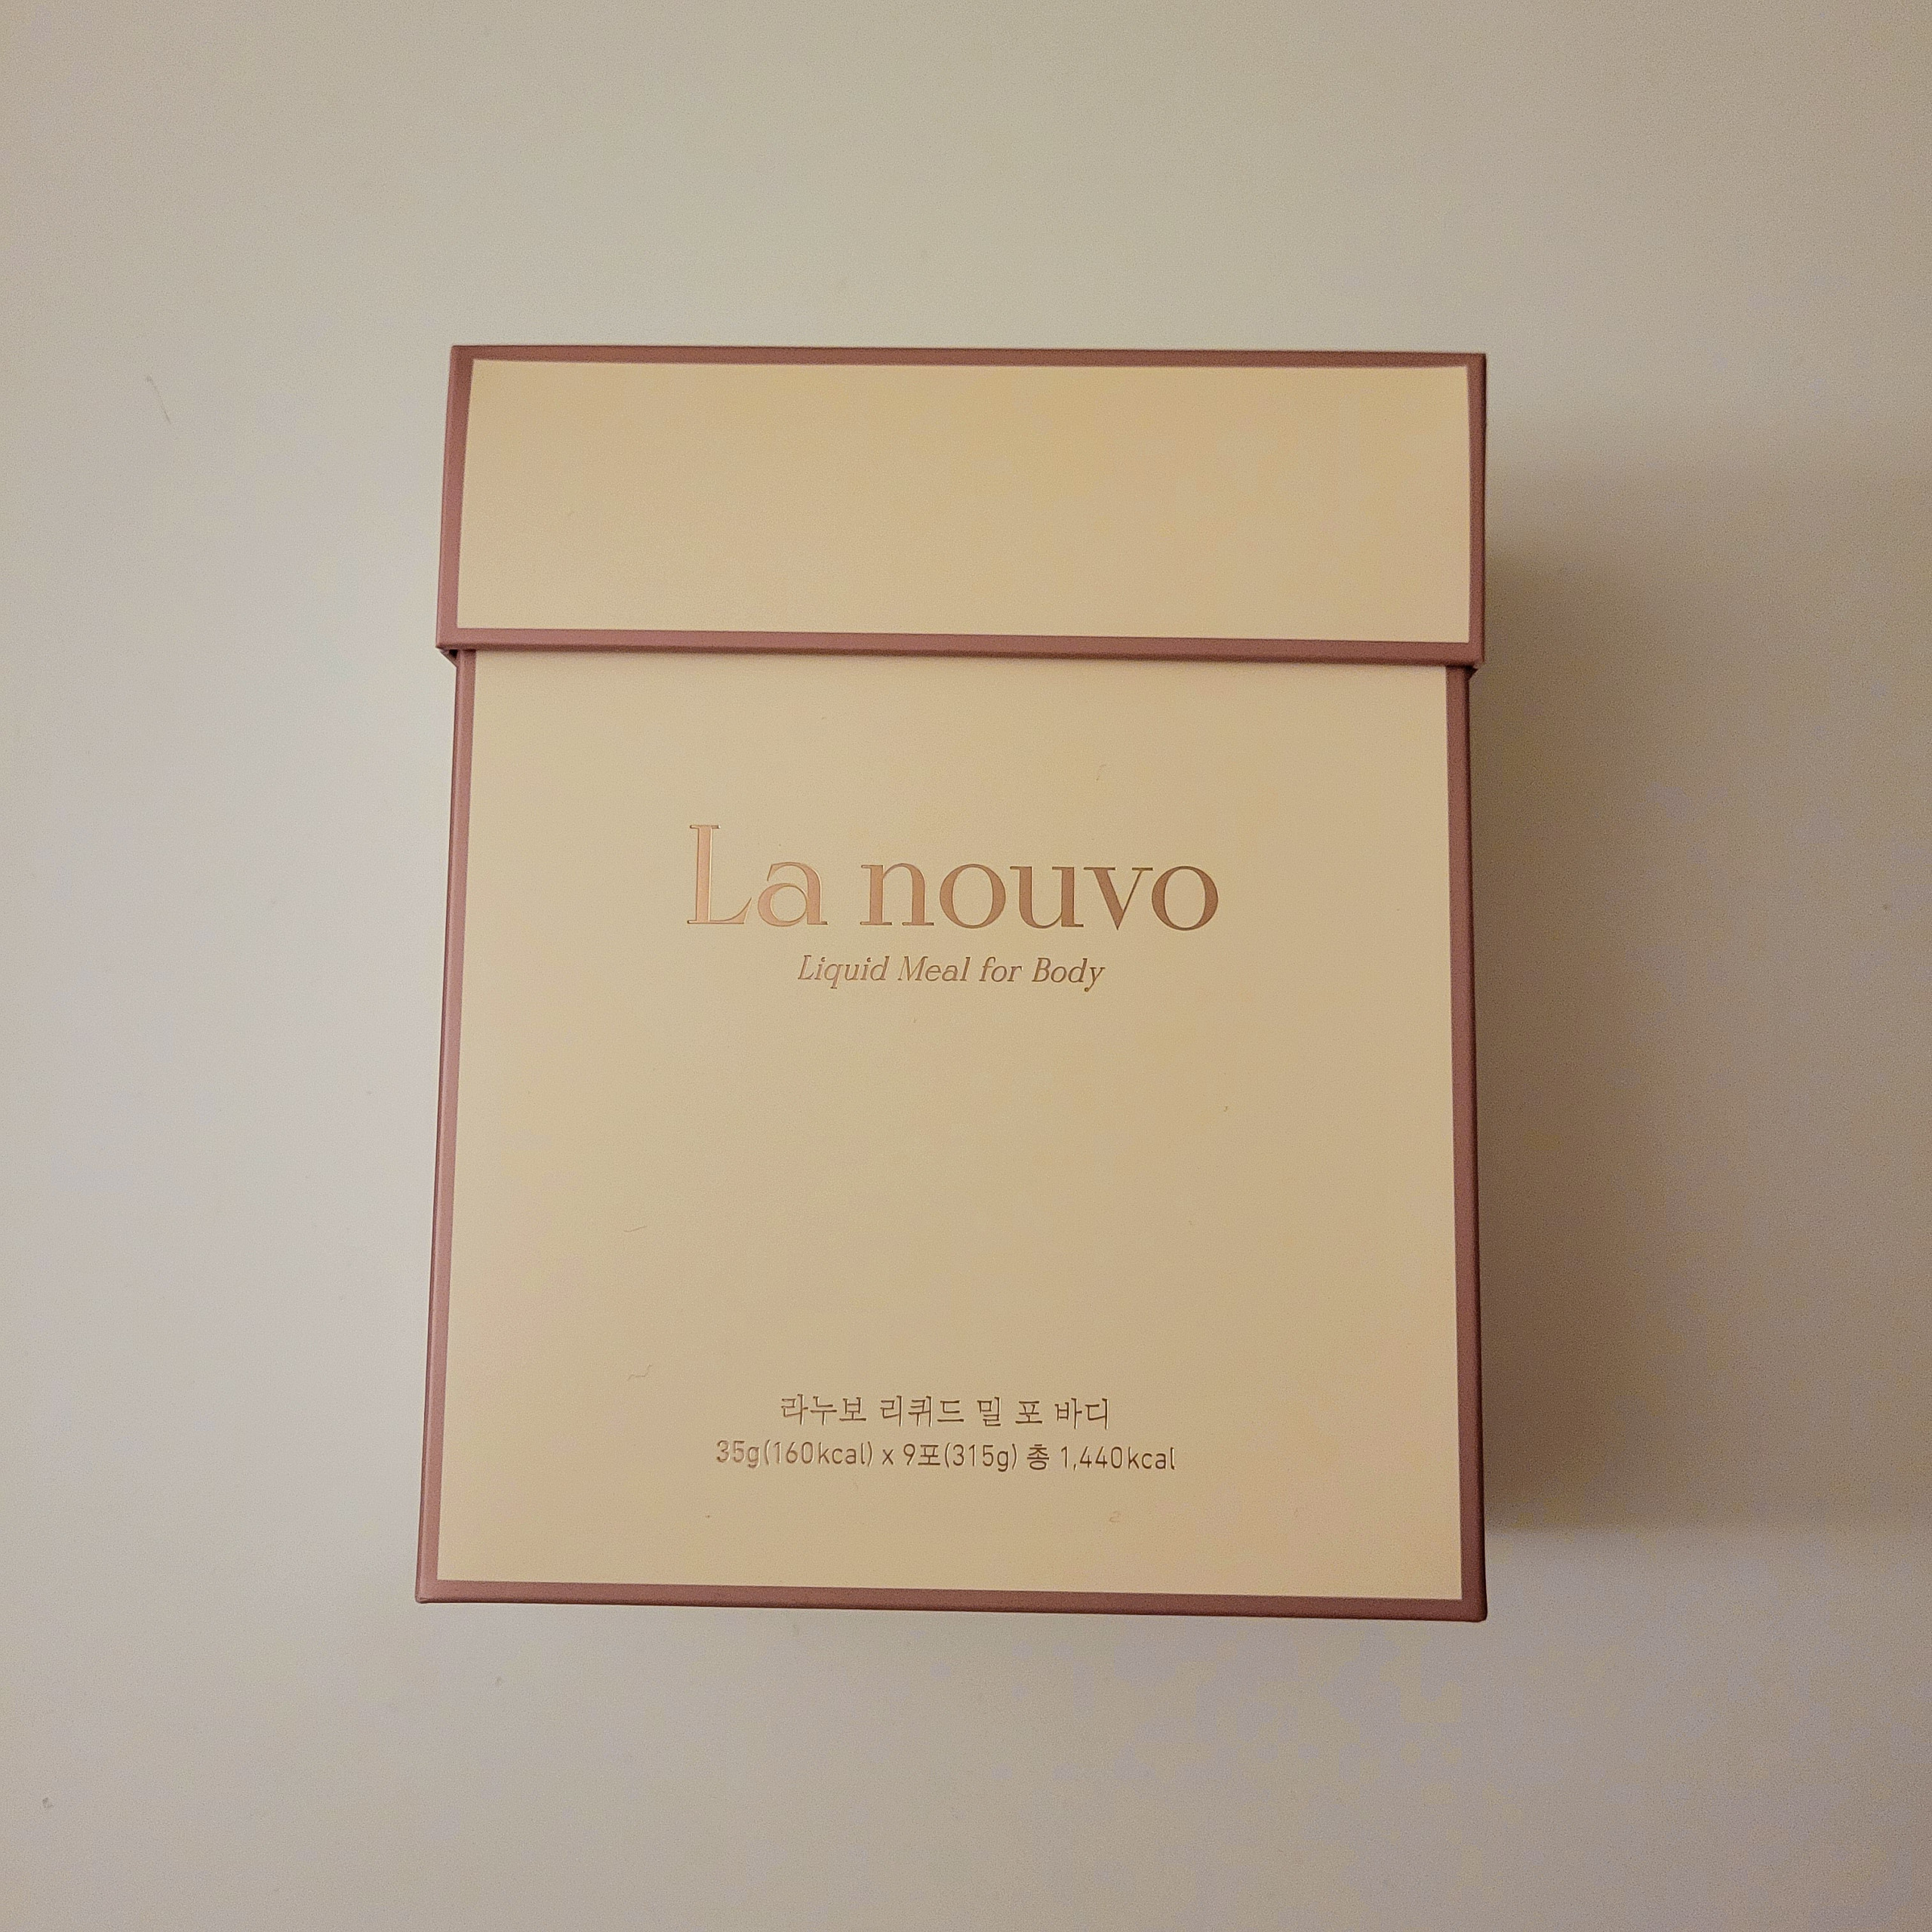 La nouvo
Liquid Meal for Body
라누보 리퀴드 밀 포 바디
35g(160kcal) x 9포(315g) 총 1,440kcal